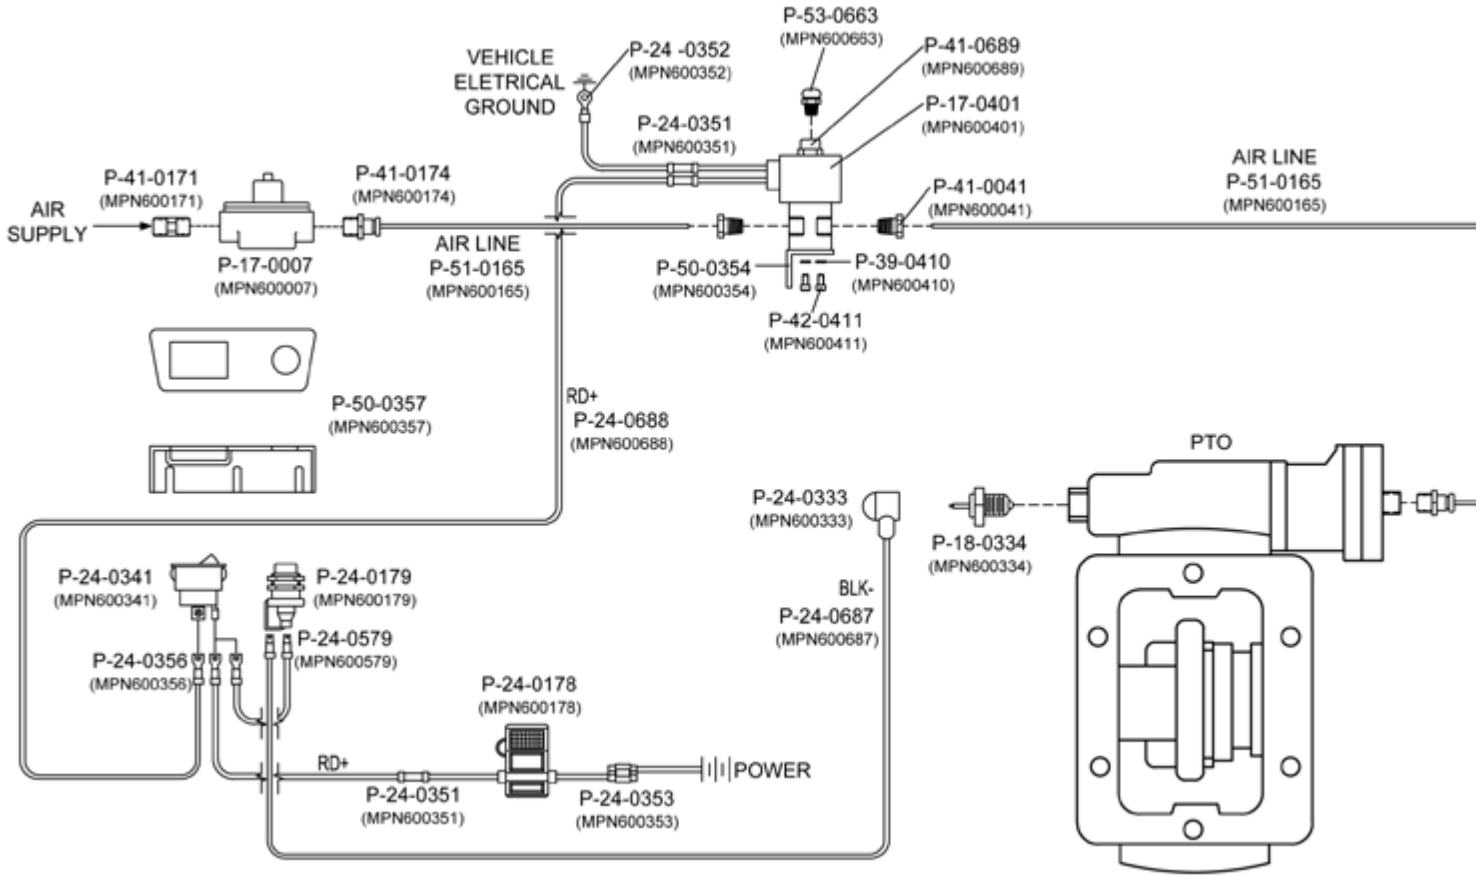 P-53-0663
(MPN600663)
P-24 -0352
(MPN600352)
P-41-0689
(MPN600689)
VEHICLE
ELETRICAL
GROUND
P-17-0401
(MPN600401)
P-24-0351
(MPN600351)
P-41-0171
(MPN600171)
P-41-0174
(MPN600174)
P-41-0041
(MPN600041)
AIR LINE
P-51-0165
(MPN600165)
AIR
SUPPLY
AIR LINE
P-51-0165
(MPN600165)
P-17-0007
(MPN600007)
P-50-0354
(MPN600354)
P-39-0410
(MPN600410)
P-42-0411
(MPN600411)
P-50-0357
(MPN600357)
RD+
P-24-0688
(MPN600688)
PTO
P-24-0333
(MPN600333)
P-18-0334
(MPN600334)
P-24-0341
(MPN600341)
P-24-0179
(MPN600179)
BLK-
P-24-0687
(MPN600687)
P-24-0579
(MPN600579)
P-24-0356
(MPN600356)
P-24-0178
(MPN600178)
RD+
POWER
P-24-0351
(MPN600351)
P-24-0353
(MPN600353)